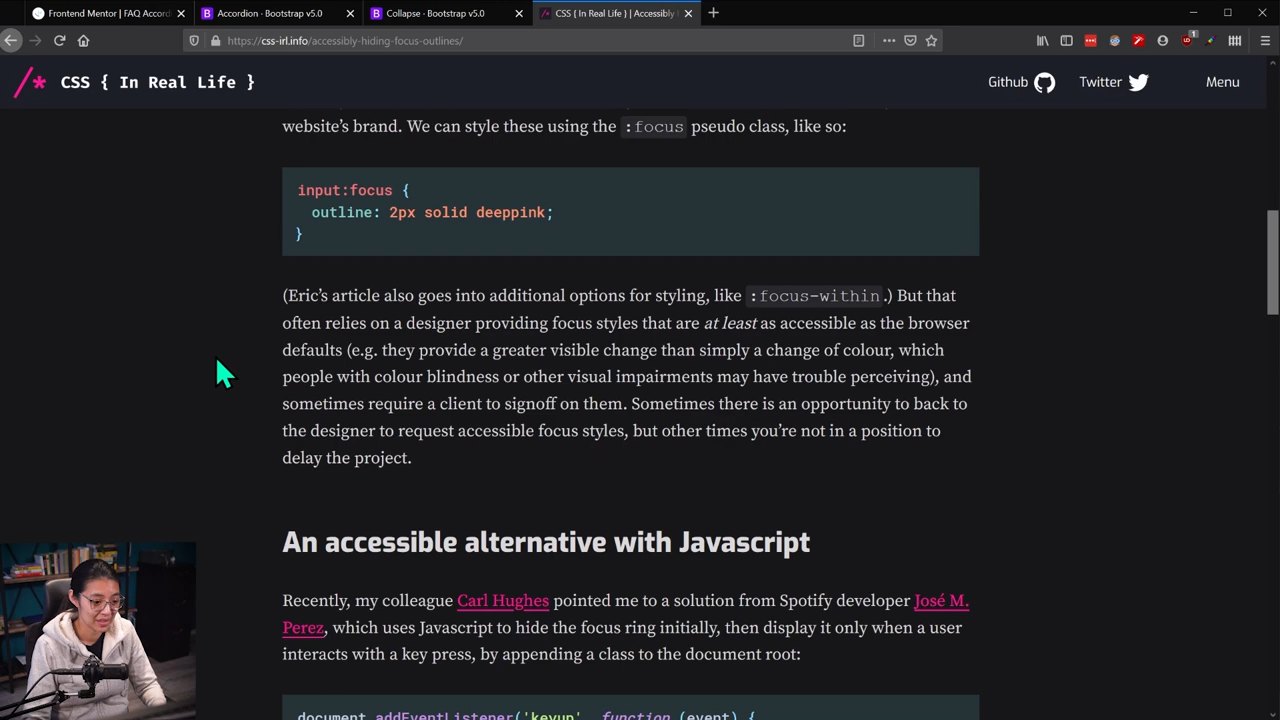 Frontend Mentor | FAQ Accord
Accordion · Bootstrap v5.0
Collapse · Bootstrap v5.0
CSS { In Real Life } | Accessibly
https://css-irl.info/accessibly-hiding-focus-outlines/
1
/* CSS { In Real Life }
Github
Twitter
Menu
website’s brand. We can style these using the :focus pseudo class, like so:
input:focus {
outline: 2px solid deeppink;
}
(Eric’s article also goes into additional options for styling, like :focus-within.) But that
often relies on a designer providing focus styles that are at least as accessible as the browser
defaults (e.g. they provide a greater visible change than simply a change of colour, which
people with colour blindness or other visual impairments may have trouble perceiving), and
sometimes require a client to signoff on them. Sometimes there is an opportunity to back to
the designer to request accessible focus styles, but other times you’re not in a position to
delay the project.
An accessible alternative with Javascript
Recently, my colleague Carl Hughes pointed me to a solution from Spotify developer José M.
Perez, which uses Javascript to hide the focus ring initially, then display it only when a user
interacts with a key press, by appending a class to the document root:
document.addEventListener('keyup', function (event) {